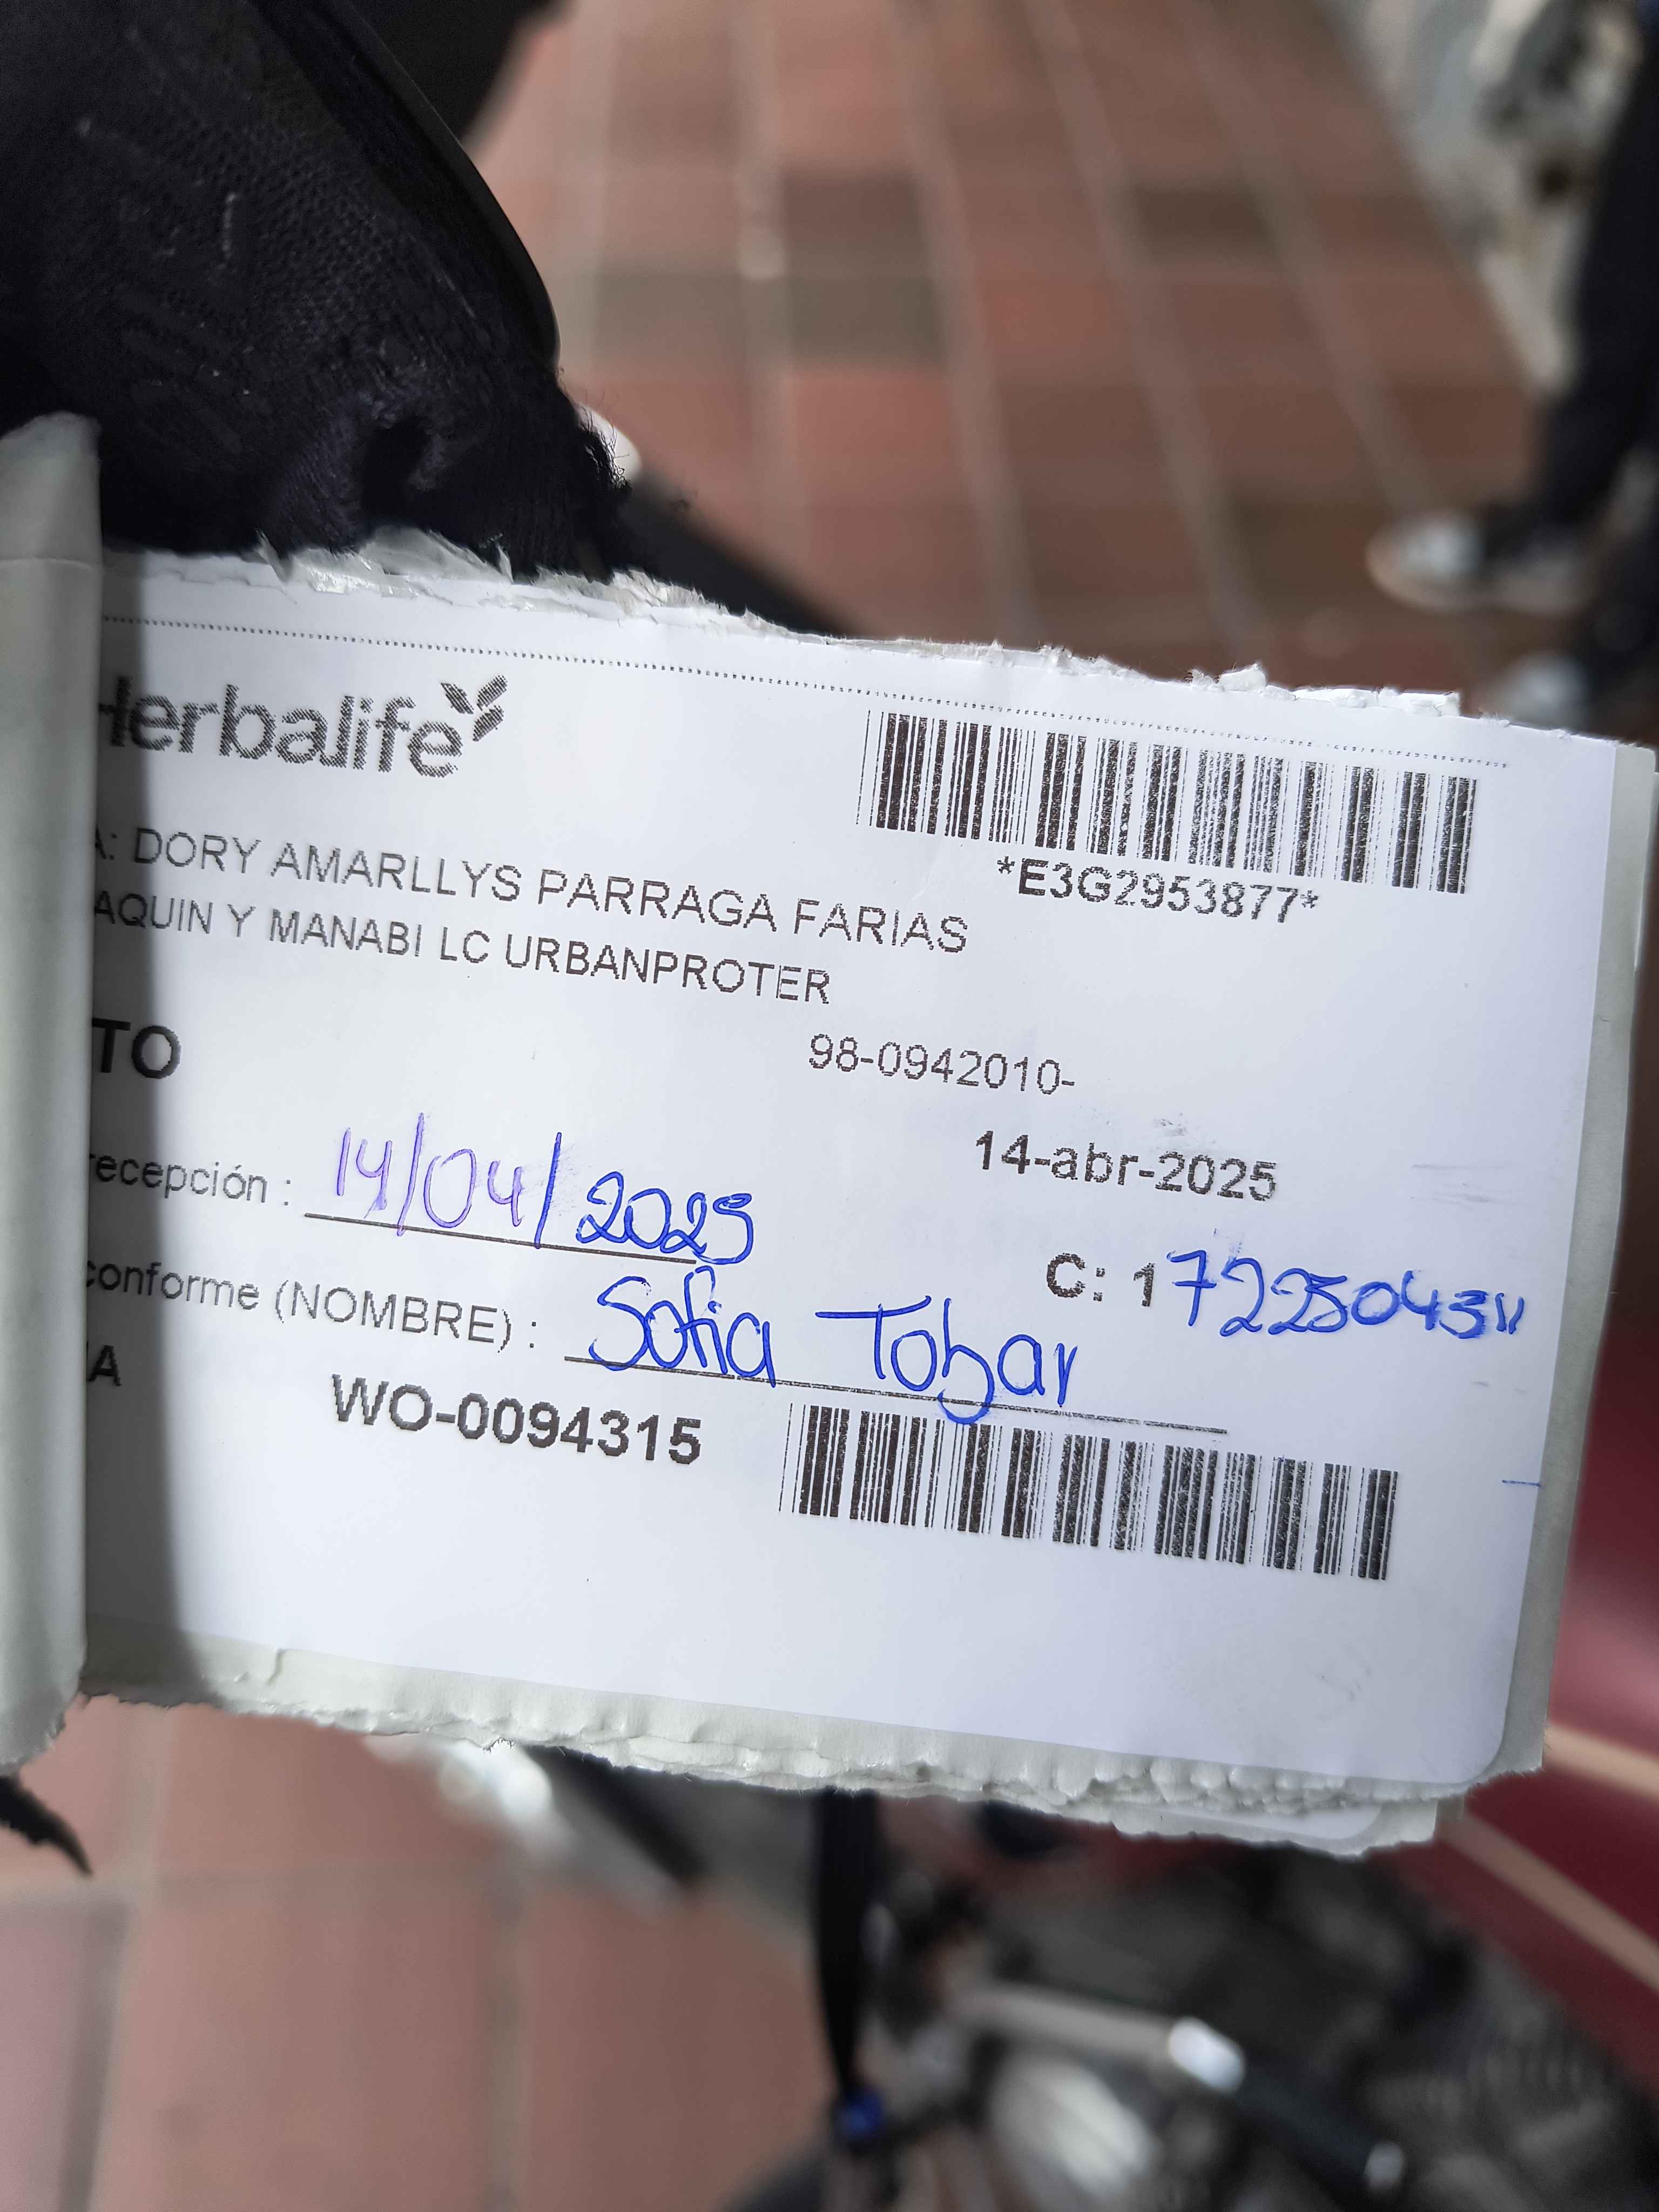 Herbalife
*E3G2953877*
A: DORY AMARLLYS PARRAGA FARIAS
AQUIN Y MANABI LC URBANPROTER
TO
98-0942010-
14-abr-2025
recepción : 14/04/2025
C: 1
conforme (NOMBRE) : Sofia Tobar
A
WO-0094315